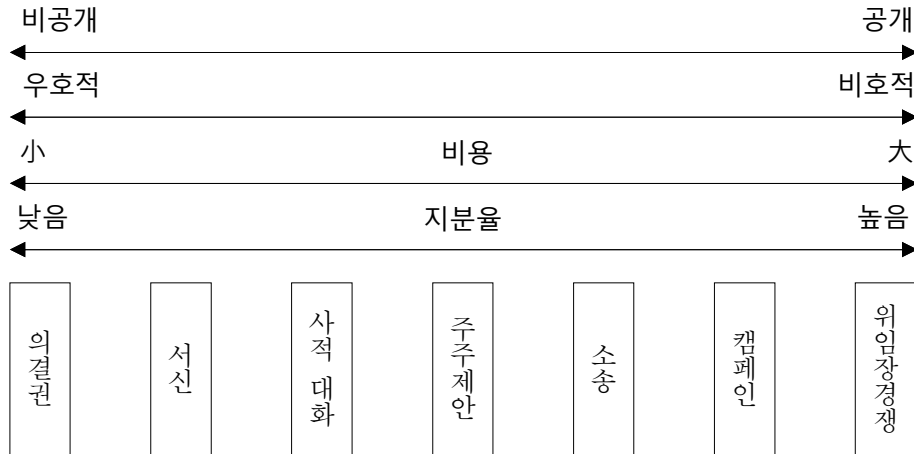 비공개 공개
우호적 비호적
小 비용 大
낮음 지분율 높음
의결권
서신
사적 대화
주주제안
소송
캠페인
위임장경쟁